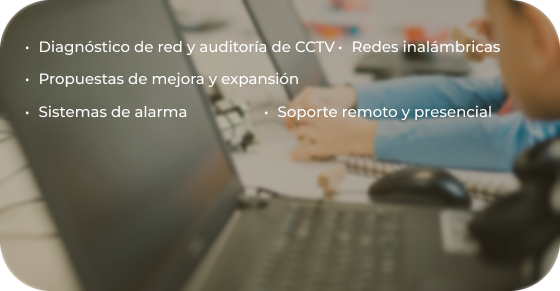 • Diagnóstico de red y auditoría de CCTV • Redes inalámbricas
• Propuestas de mejora y expansión
• Sistemas de alarma • Soporte remoto y presencial